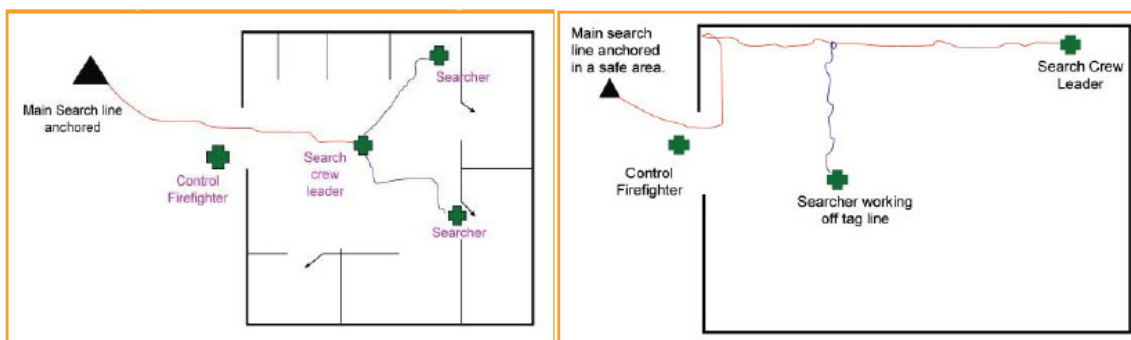 Main Search line
anchored
Control
Firefighter
Search
crew
leader
Searcher
Searcher
Main search
line anchored
in a safe area.
Control
Firefighter
Search Crew
Leader
Searcher working
off tag line